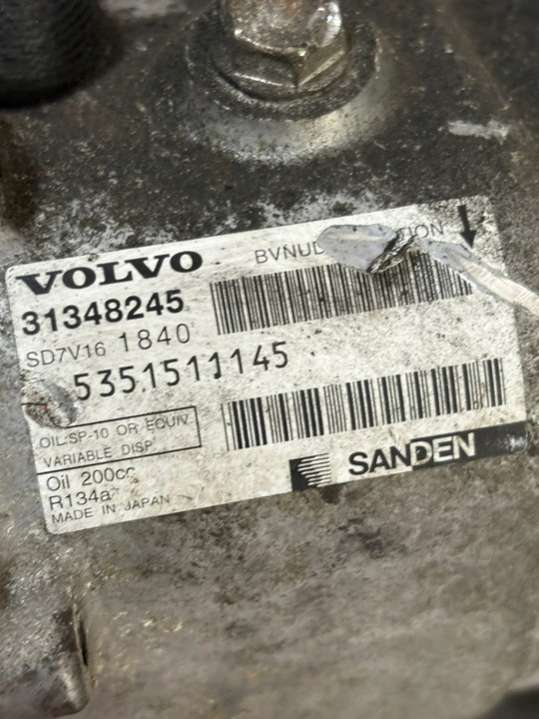 VOLVO
31348245
SD7V16 1840
5351511145
OIL:SP-10 OR EQUIV.
VARIABLE DISP.
Oil 200cc
R134a
MADE IN JAPAN
SANDEN